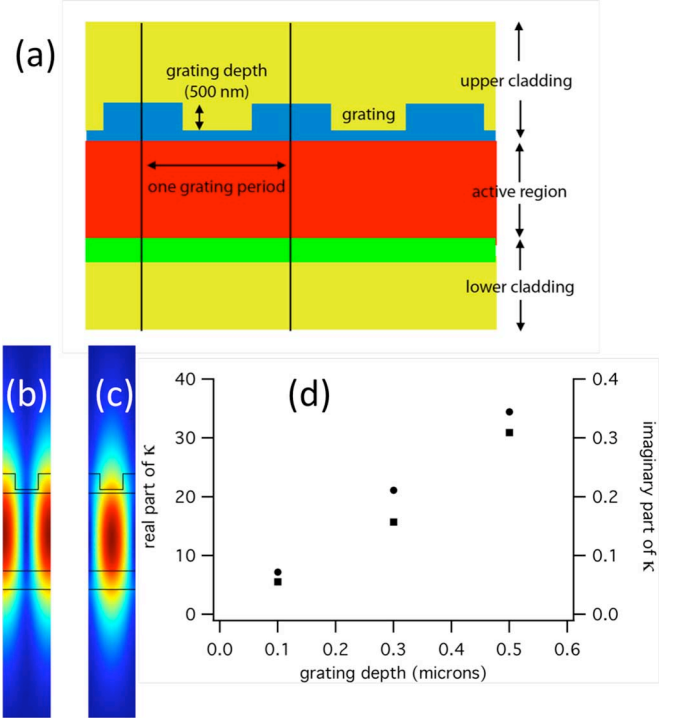 (a)
grating depth
(500 nm)
upper cladding
grating
one grating period
active region
lower cladding
(b)
(c)
(d)
40
30
20
10
0
real part of κ
0.4
0.3
0.2
0.1
0.0
imaginary part of κ
0.0 0.1 0.2 0.3 0.4 0.5 0.6
grating depth (microns)